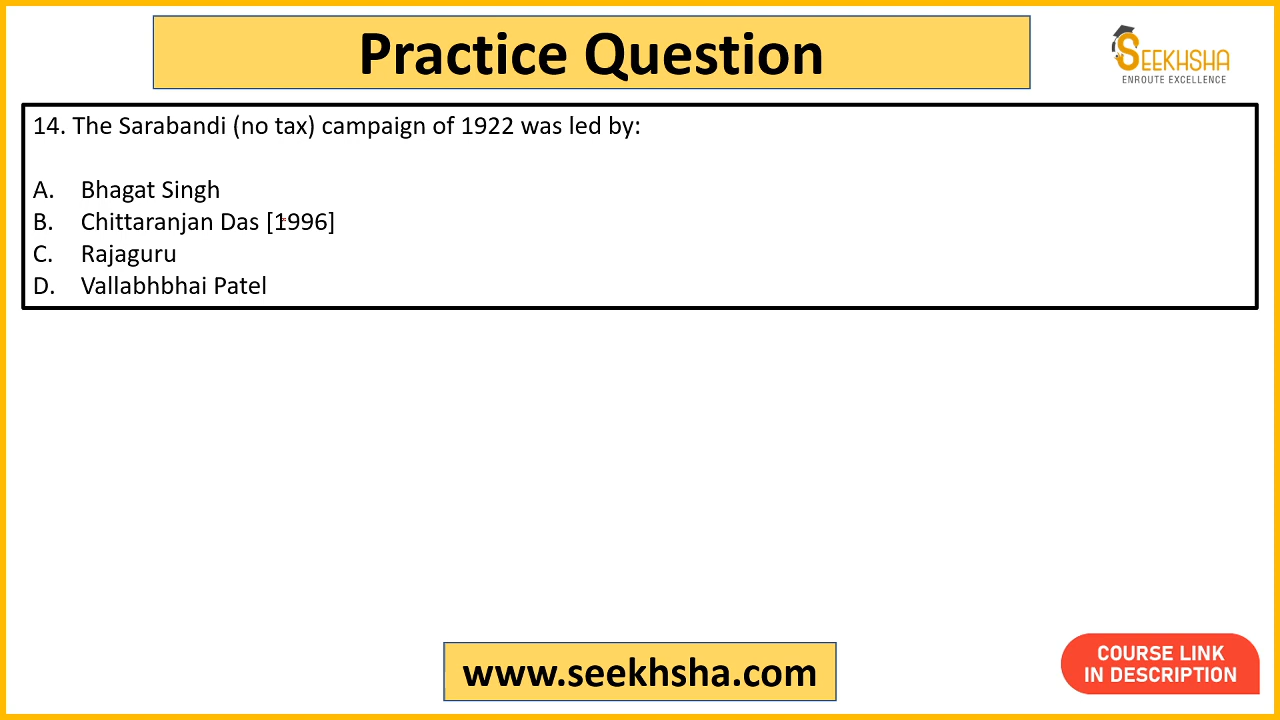 Practice Question
SEEKHSHA
ENROUTE EXCELLENCE
14. The Sarabandi (no tax) campaign of 1922 was led by:
A. Bhagat Singh
B. Chittaranjan Das [1996]
C. Rajaguru
D. Vallabhbhai Patel
www.seekhsha.com
COURSE LINK
IN DESCRIPTION